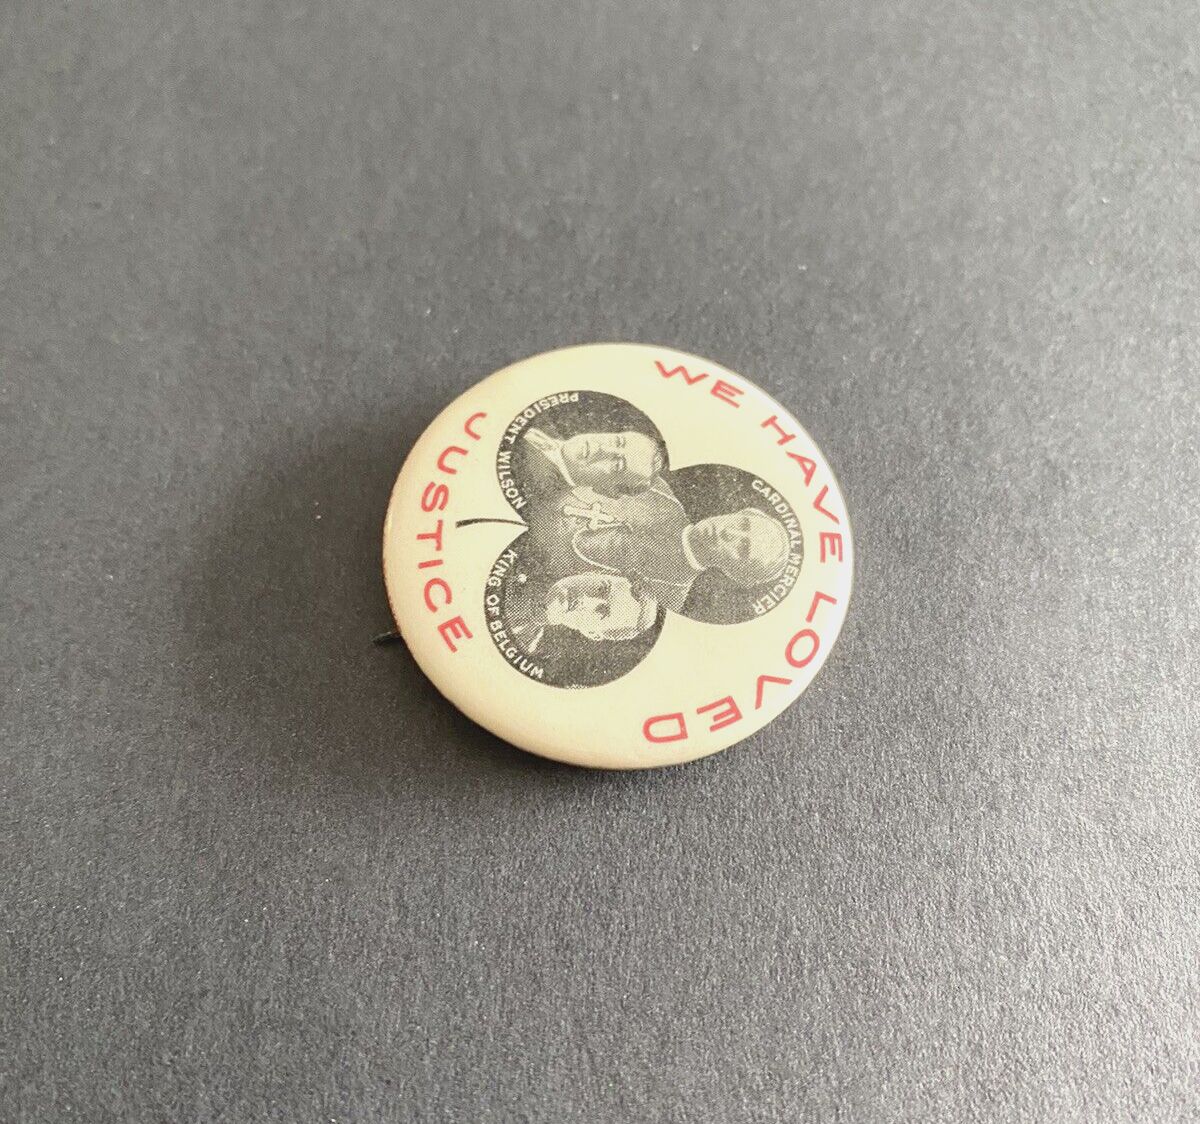 WE HAVE LOVED
CARDINAL MERCIER
PRESIDENT WILSON
KING OF BELGIUM
JUSTICE